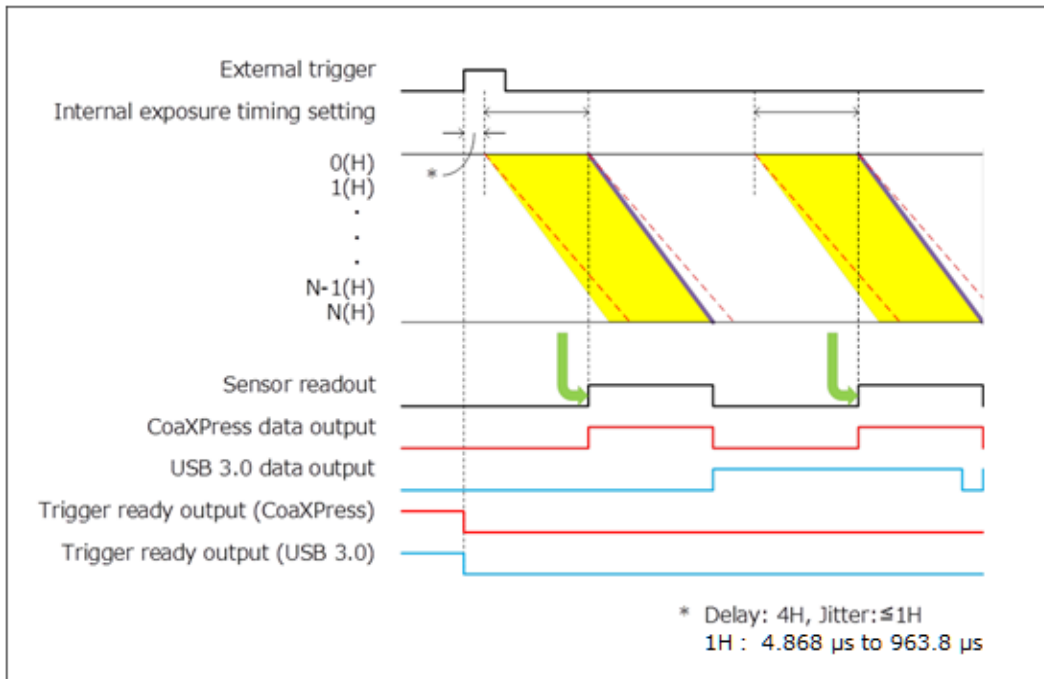 External trigger
Internal exposure timing setting
*
0(H)
1(H)
.
.
.
N-1(H)
N(H)
Sensor readout
CoaXPress data output
USB 3.0 data output
Trigger ready output (CoaXPress)
Trigger ready output (USB 3.0)
* Delay: 4H, Jitter:≦1H
1H : 4.868 μs to 963.8 μs